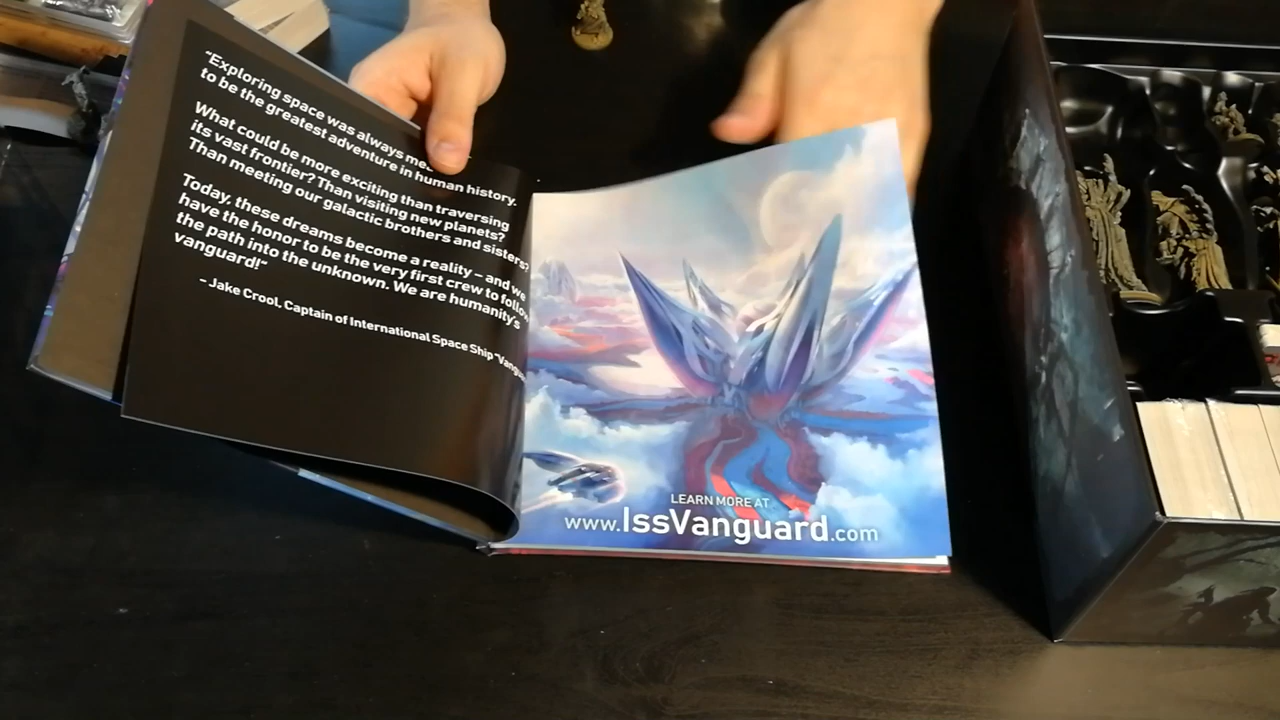 "Exploring space was always
to be the greatest adventure in human history.
What could be more exciting than traversing
its vast frontier? Than visiting new planets?
Than meeting our galactic brothers and sisters?
Today, these dreams become a reality – and we
have the honor to be the very first crew to follow
the path into the unknown. We are humanity's
vanguard!"
– Jake Crool, Captain of International Space Ship
LEARN MORE AT
www.IssVanguard.com